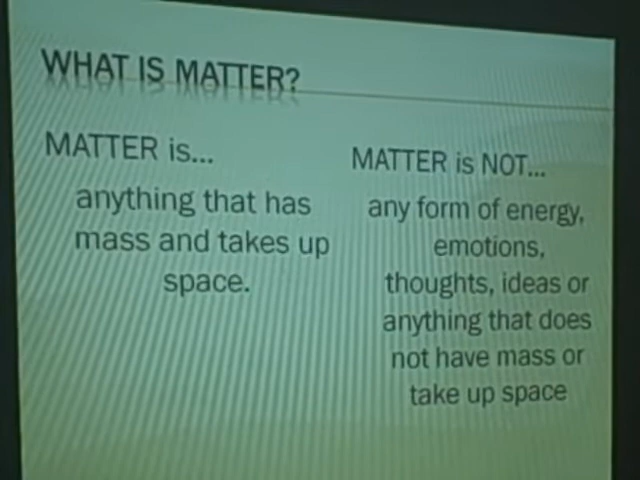 WHAT IS MATTER?
MATTER is...
anything that has
mass and takes up
space.
MATTER is NOT...
any form of energy,
emotions,
thoughts, ideas or
anything that does
not have mass or
take up space